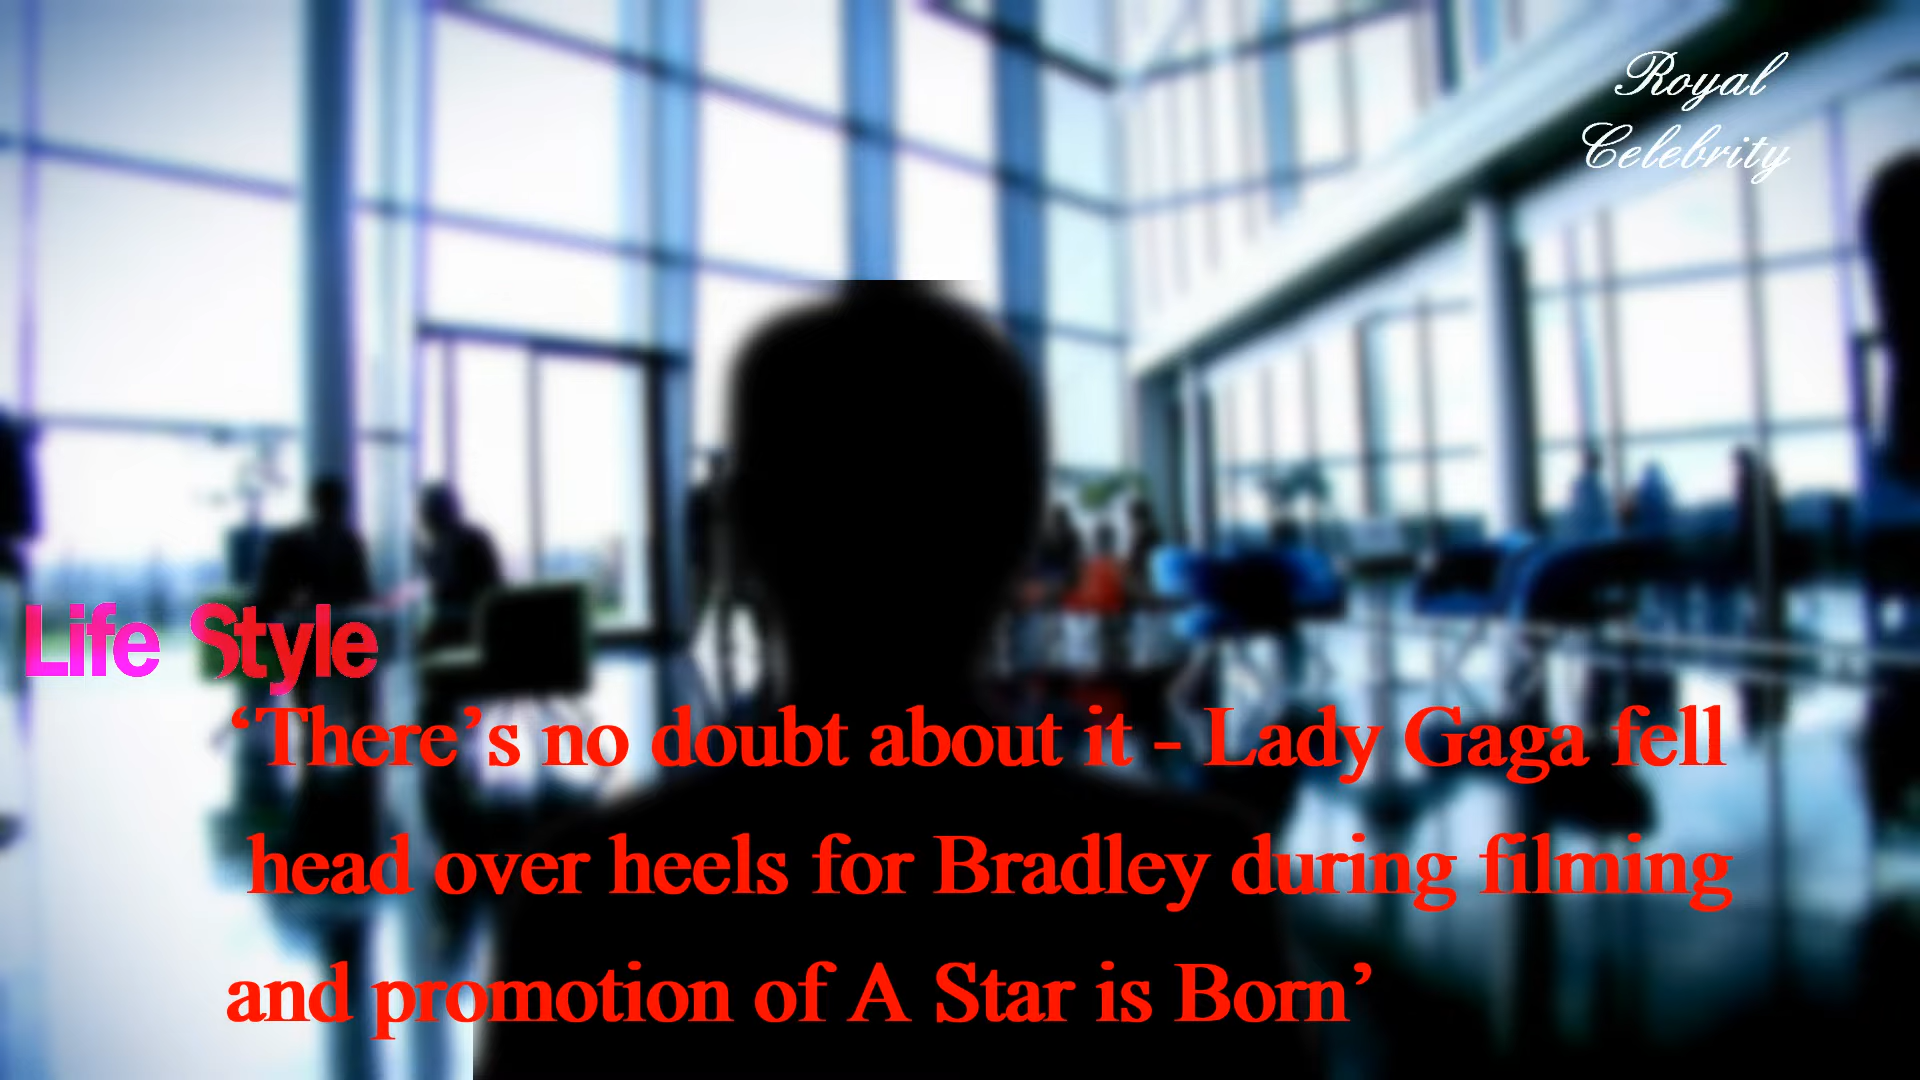 Royal
Celebrity
Life Style
‘There’s no doubt about it - Lady Gaga fell
head over heels for Bradley during filming
and promotion of A Star is Born’